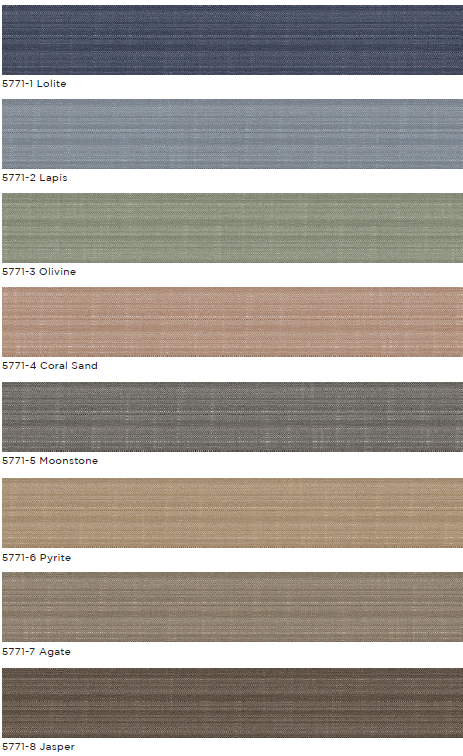 5771-1 Lolite
5771-2 Lapis
5771-3 Olivine
5771-4 Coral Sand
5771-5 Moonstone
5771-6 Pyrite
5771-7 Agate
5771-8 Jasper